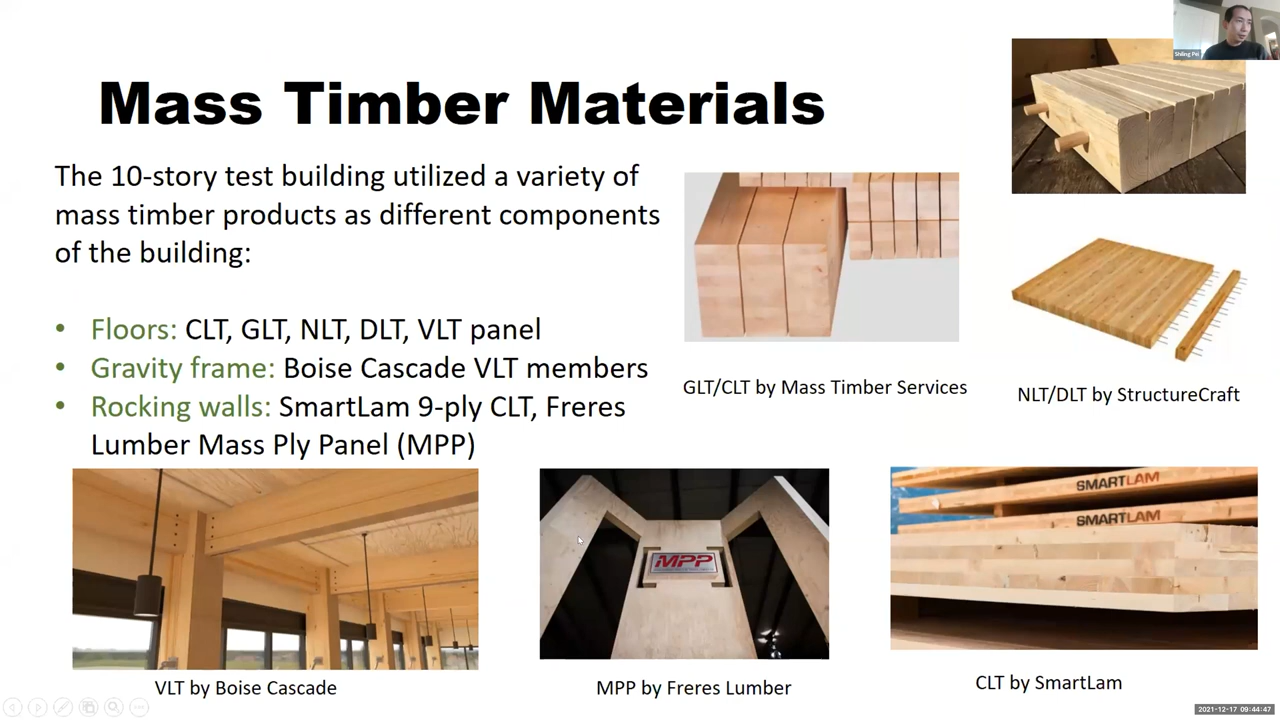 Mass Timber Materials
The 10-story test building utilized a variety of
mass timber products as different components
of the building:
• Floors: CLT, GLT, NLT, DLT, VLT panel
• Gravity frame: Boise Cascade VLT members
• Rocking walls: SmartLam 9-ply CLT, Freres
Lumber Mass Ply Panel (MPP)
Shiling Pei
GLT/CLT by Mass Timber Services
NLT/DLT by StructureCraft
MPP
SMARTLAM
SMARTLAM
VLT by Boise Cascade
MPP by Freres Lumber
CLT by SmartLam
2021-12-17 09:44:47